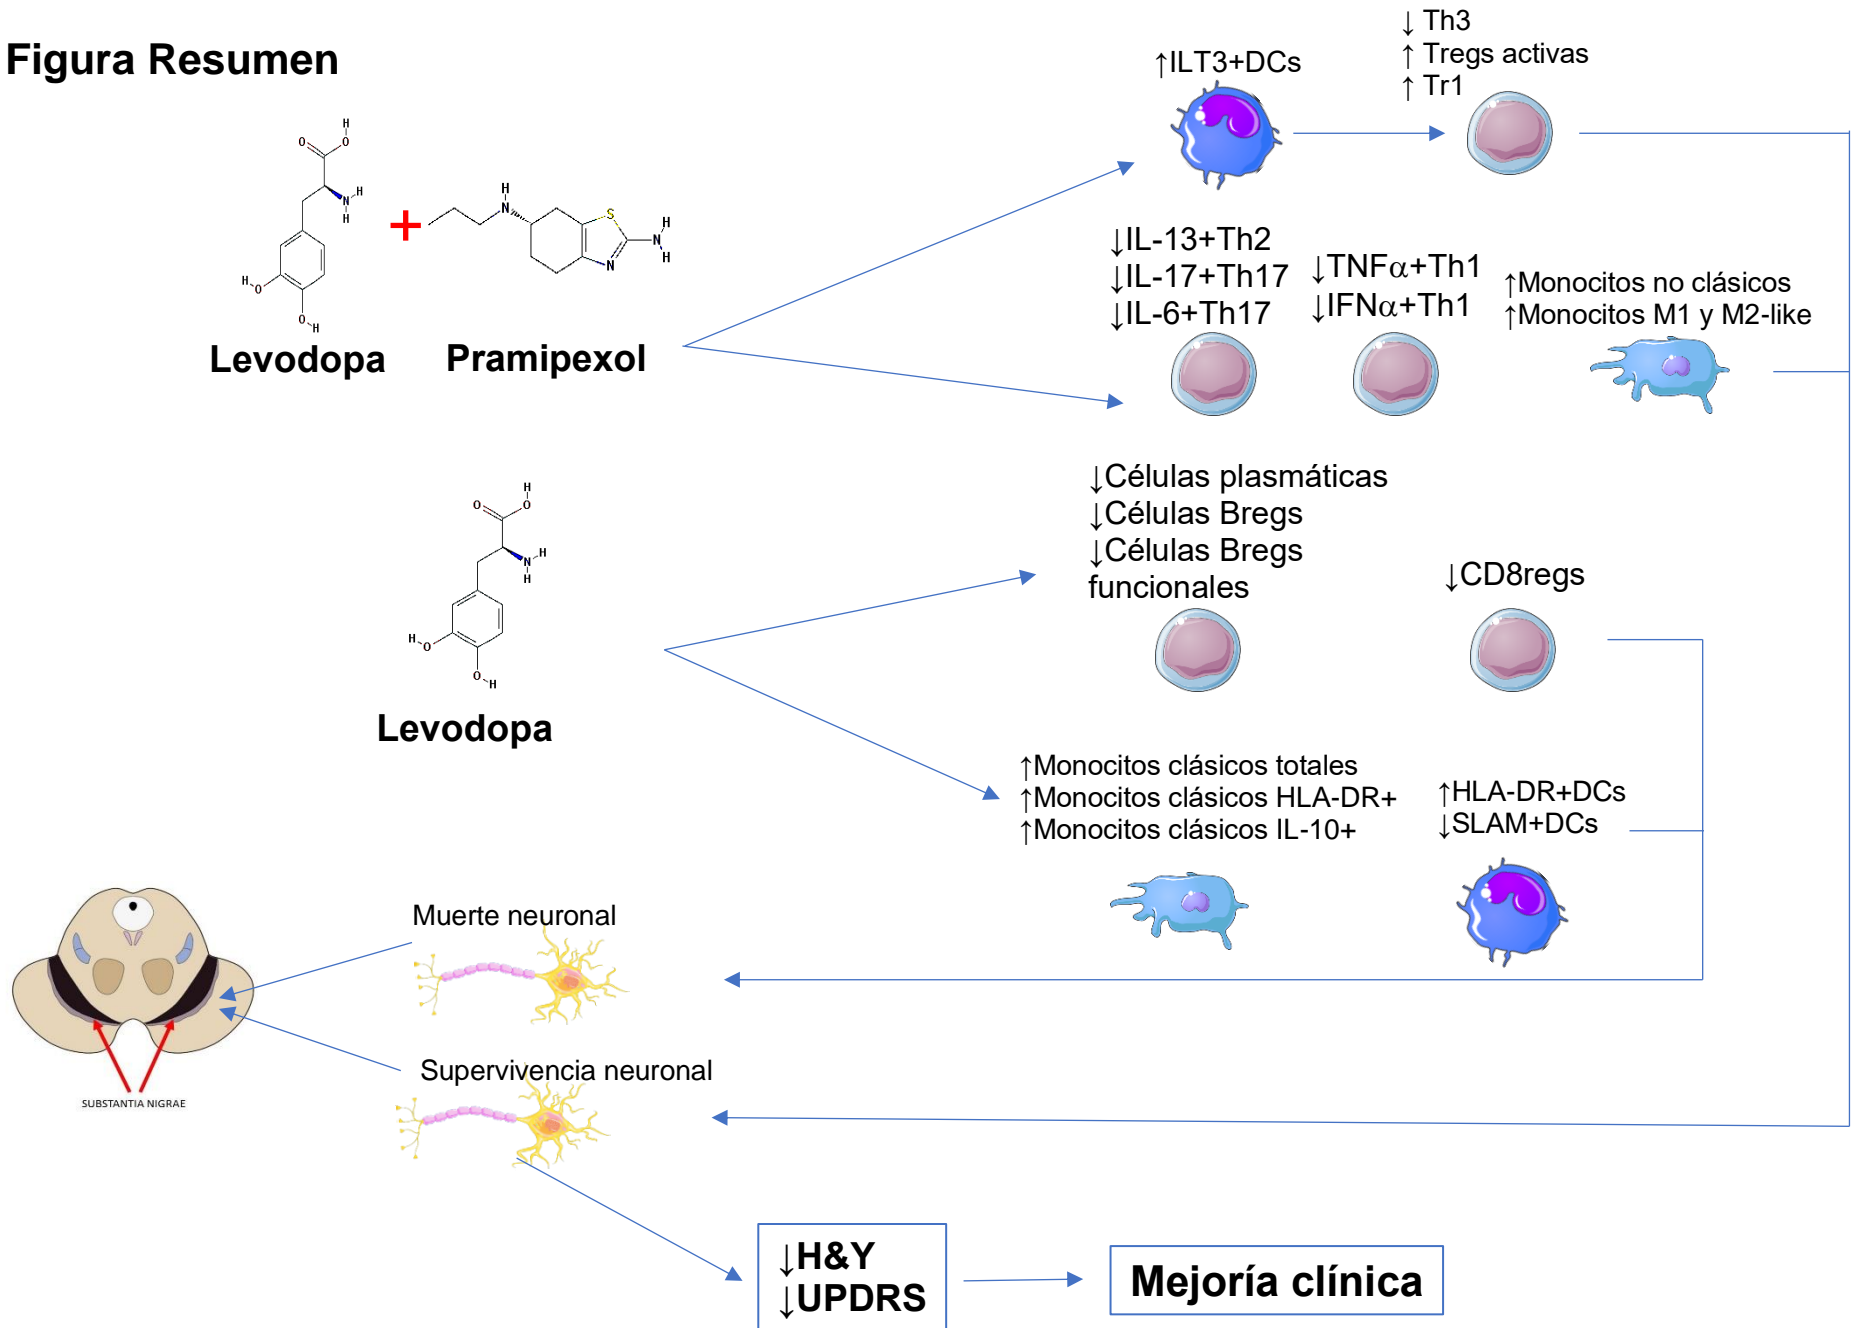 Figura Resumen
↑ILT3+DCs
↓ Th3
↑ Tregs activas
↑ Tr1
H
O
O
H
N
H
H
O
O
H
+
H
N
S
N
N
H
H
Levodopa
Pramipexol
↓IL-13+Th2
↓IL-17+Th17
↓IL-6+Th17
↓TNFα+Th1
↓IFNα+Th1
↑Monocitos no clásicos
↑Monocitos M1 y M2-like
H
O
O
N
H
H
H
O
O
H
Levodopa
↓Células plasmáticas
↓Células Bregs
↓Células Bregs
funcionales
↓CD8regs
↑Monocitos clásicos totales
↑Monocitos clásicos HLA-DR+
↑Monocitos clásicos IL-10+
↑HLA-DR+DCs
↓SLAM+DCs
Muerte neuronal
Supervivencia neuronal
SUBSTANTIA NIGRAE
↓H&Y
↓UPDRS
Mejoría clínica